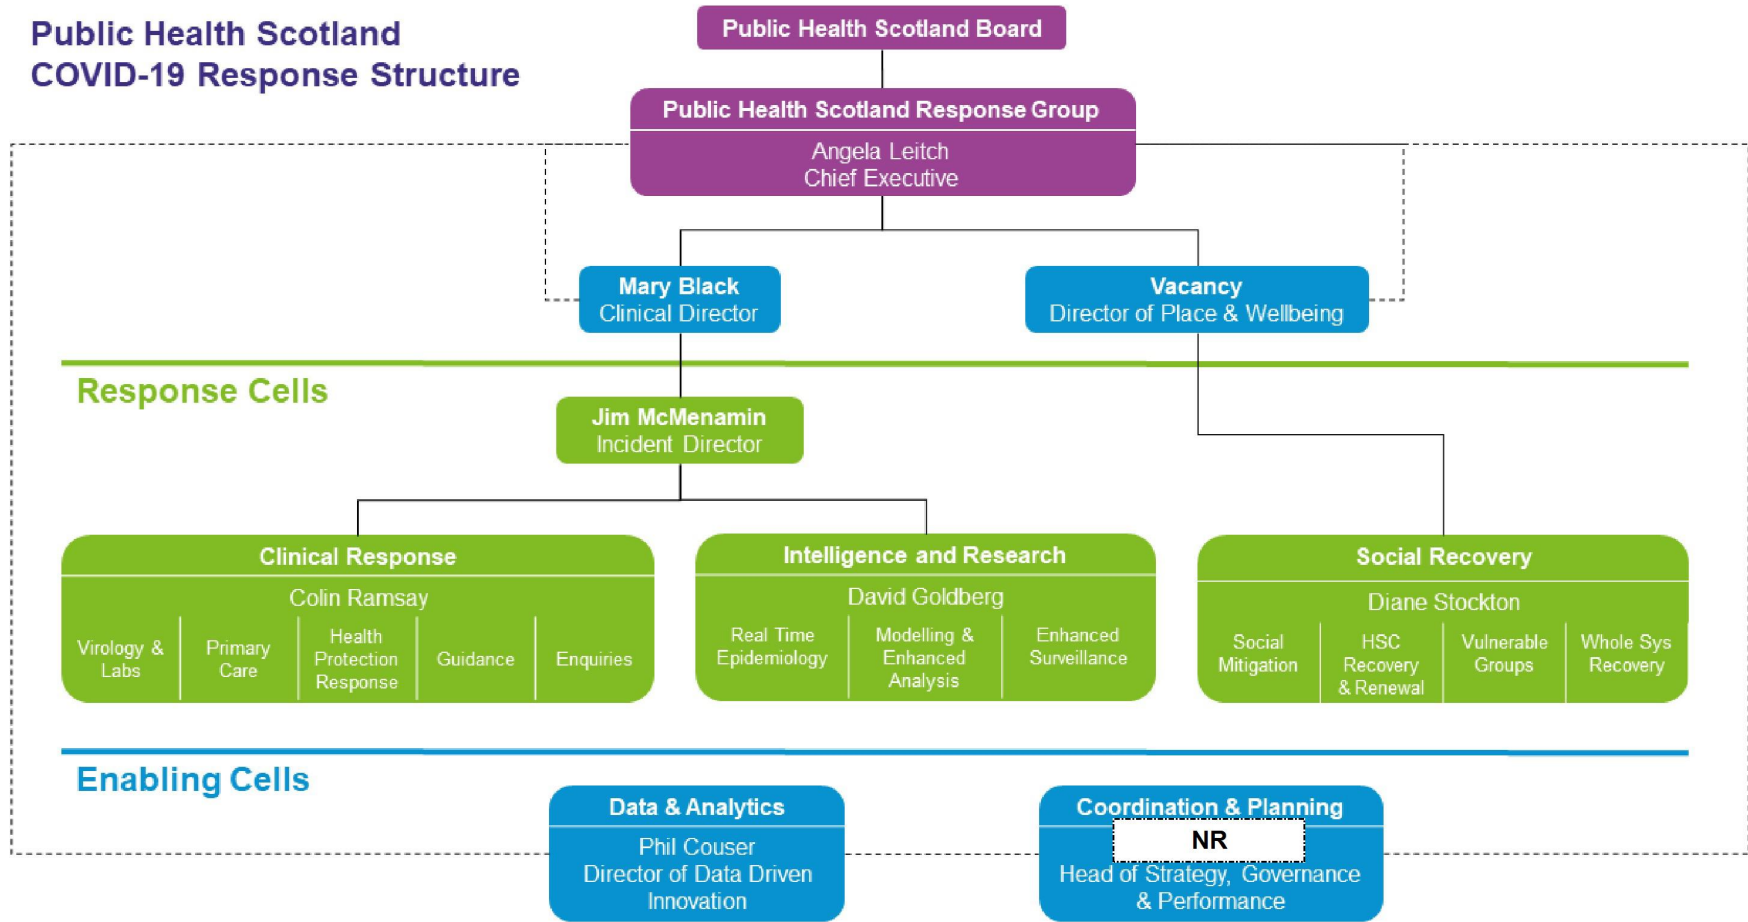 Public Health Scotland
COVID-19 Response Structure
Public Health Scotland Board
Public Health Scotland Response Group
Angela Leitch
Chief Executive
Mary Black
Clinical Director
Vacancy
Director of Place & Wellbeing
Response Cells
Jim McMenamin
Incident Director
Clinical Response
Colin Ramsay
Virology &
Labs
Primary
Care
Health
Protection
Response
Guidance
Enquiries
Intelligence and Research
David Goldberg
Real Time
Epidemiology
Modelling &
Enhanced
Analysis
Enhanced
Surveillance
Social Recovery
Diane Stockton
Social
Mitigation
HSC
Recovery
& Renewal
Vulnerable
Groups
Whole Sys
Recovery
Enabling Cells
Data & Analytics
Phil Couser
Director of Data Driven
Innovation
Coordination & Planning
NR
Head of Strategy, Governance
& Performance